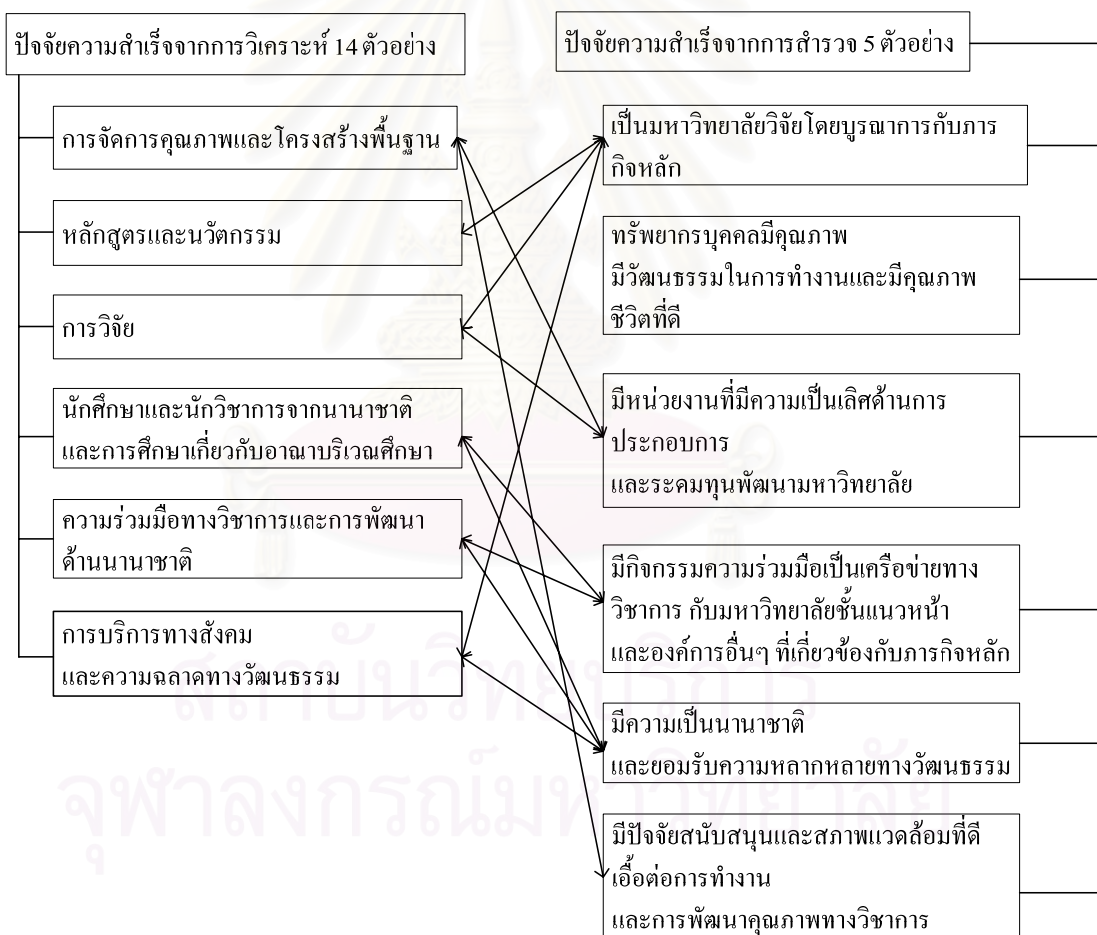 ปัจจัยความสำเร็จจากการวิเคราะห์ 14 ตัวอย่าง
การจัดการคุณภาพและโครงสร้างพื้นฐาน
หลักสูตรและนวัตกรรม
การวิจัย
นักศึกษาและนักวิชาการจากนานาชาติ
และการศึกษาเกี่ยวกับอาณาบริเวณศึกษา
ความร่วมมือทางวิชาการและการพัฒนา
ด้านนานาชาติ
การบริการทางสังคม
และความฉลาดทางวัฒนธรรม
ปัจจัยความสำเร็จจากการสำรวจ 5 ตัวอย่าง
เป็นมหาวิทยาลัยวิจัยโดยบูรณาการกับภาร
กิจหลัก
ทรัพยากรบุคคลมีคุณภาพ
มีวัฒนธรรมในการทำงานและมีคุณภาพ
ชีวิตที่ดี
มีหน่วยงานที่มีความเป็นเลิศด้านการ
ประกอบการ
และระดมทุนพัฒนามหาวิทยาลัย
มีกิจกรรมความร่วมมือเป็นเครือข่ายทาง
วิชาการ กับมหาวิทยาลัยชั้นแนวหน้า
และองค์การอื่นๆ ที่เกี่ยวข้องกับภารกิจหลัก
มีความเป็นนานาชาติ
และยอมรับความหลากหลายทางวัฒนธรรม
มีปัจจัยสนับสนุนและสภาพแวดล้อมที่ดี
เอื้อต่อการทำงาน
และการพัฒนาคุณภาพทางวิชาการ
สถาบันวิทยบริการ
จุฬาลงกรณ์มหาวิทยาลัย